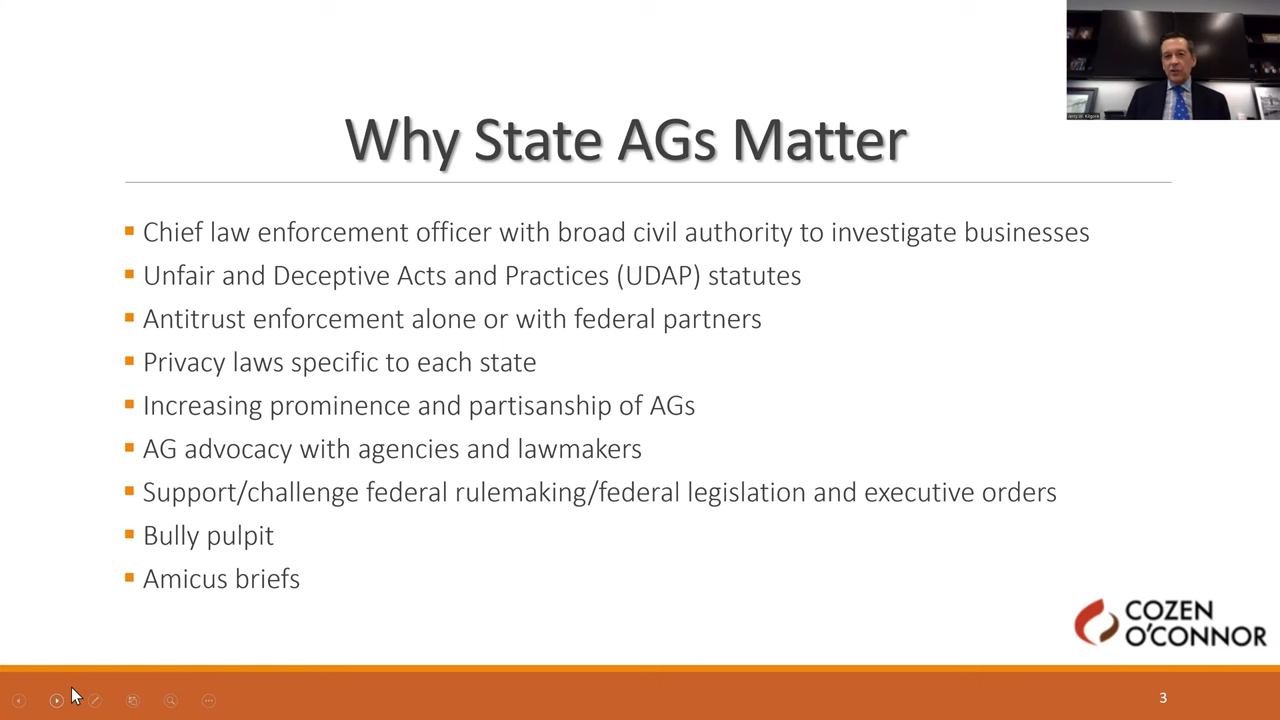 Jerry W. Kilgore
Why State AGs Matter
Chief law enforcement officer with broad civil authority to investigate businesses
Unfair and Deceptive Acts and Practices (UDAP) statutes
Antitrust enforcement alone or with federal partners
Privacy laws specific to each state
Increasing prominence and partisanship of AGs
AG advocacy with agencies and lawmakers
Support/challenge federal rulemaking/federal legislation and executive orders
Bully pulpit
Amicus briefs
COZEN
O'CONNOR
3